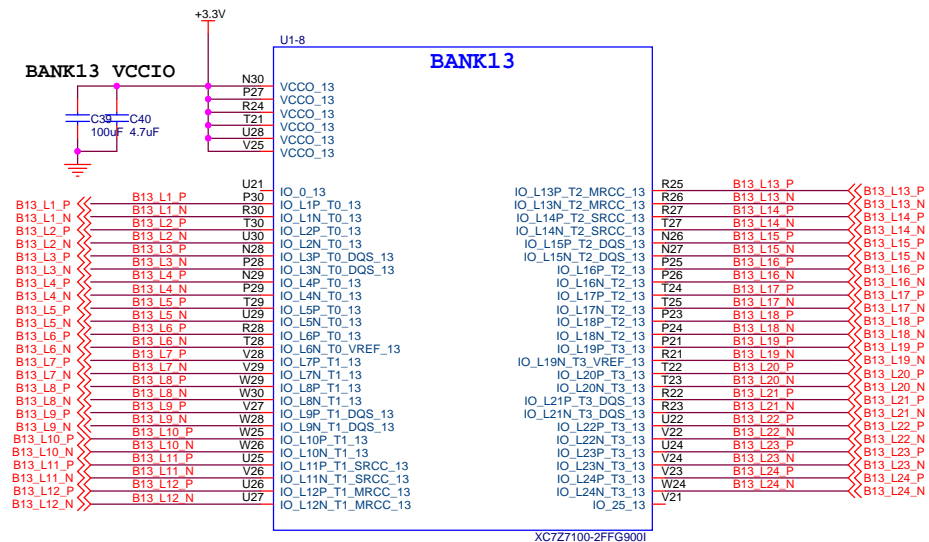 +3.3V
U1-8
BANK13
BANK13 VCCIO
N30 VCCO_13
P27 VCCO_13
R24 VCCO_13
T21 VCCO_13
U28 VCCO_13
V25 VCCO_13
C39 C40
100uF 4.7uF
U21 IO_0_13
B13_L1_P B13_L1_P P30 IO_L1P_T0_13
B13_L1_N B13_L1_N R30 IO_L1N_T0_13
B13_L2_P B13_L2_P T30 IO_L2P_T0_13
B13_L2_N B13_L2_N U30 IO_L2N_T0_13
B13_L3_P B13_L3_P N28 IO_L3P_T0_DQS_13
B13_L3_N B13_L3_N P28 IO_L3N_T0_DQS_13
B13_L4_P B13_L4_P N29 IO_L4P_T0_13
B13_L4_N B13_L4_N P29 IO_L4N_T0_13
B13_L5_P B13_L5_P T29 IO_L5P_T0_13
B13_L5_N B13_L5_N U29 IO_L5N_T0_13
B13_L6_P B13_L6_P R28 IO_L6P_T0_13
B13_L6_N B13_L6_N T28 IO_L6N_T0_VREF_13
B13_L7_P B13_L7_P V28 IO_L7P_T1_13
B13_L7_N B13_L7_N V29 IO_L7N_T1_13
B13_L8_P B13_L8_P W29 IO_L8P_T1_13
B13_L8_N B13_L8_N W30 IO_L8N_T1_13
B13_L9_P B13_L9_P V27 IO_L9P_T1_DQS_13
B13_L9_N B13_L9_N W28 IO_L9N_T1_DQS_13
B13_L10_P B13_L10_P W25 IO_L10P_T1_13
B13_L10_N B13_L10_N W26 IO_L10N_T1_13
B13_L11_P B13_L11_P U25 IO_L11P_T1_SRCC_13
B13_L11_N B13_L11_N V26 IO_L11N_T1_SRCC_13
B13_L12_P B13_L12_P U26 IO_L12P_T1_MRCC_13
B13_L12_N B13_L12_N U27 IO_L12N_T1_MRCC_13
IO_L13P_T2_MRCC_13 R25 B13_L13_P B13_L13_P
IO_L13N_T2_MRCC_13 R26 B13_L13_N B13_L13_N
IO_L14P_T2_SRCC_13 R27 B13_L14_P B13_L14_P
IO_L14N_T2_SRCC_13 T27 B13_L14_N B13_L14_N
IO_L15P_T2_DQS_13 N26 B13_L15_P B13_L15_P
IO_L15N_T2_DQS_13 N27 B13_L15_N B13_L15_N
IO_L16P_T2_13 P25 B13_L16_P B13_L16_P
IO_L16N_T2_13 P26 B13_L16_N B13_L16_N
IO_L17P_T2_13 T24 B13_L17_P B13_L17_P
IO_L17N_T2_13 T25 B13_L17_N B13_L17_N
IO_L18P_T2_13 P23 B13_L18_P B13_L18_P
IO_L18N_T2_13 P24 B13_L18_N B13_L18_N
IO_L19P_T3_13 P21 B13_L19_P B13_L19_P
IO_L19N_T3_VREF_13 R21 B13_L19_N B13_L19_N
IO_L20P_T3_13 T22 B13_L20_P B13_L20_P
IO_L20N_T3_13 T23 B13_L20_N B13_L20_N
IO_L21P_T3_DQS_13 R22 B13_L21_P B13_L21_P
IO_L21N_T3_DQS_13 R23 B13_L21_N B13_L21_N
IO_L22P_T3_13 U22 B13_L22_P B13_L22_P
IO_L22N_T3_13 V22 B13_L22_N B13_L22_N
IO_L23P_T3_13 U24 B13_L23_P B13_L23_P
IO_L23N_T3_13 V24 B13_L23_N B13_L23_N
IO_L24P_T3_13 V23 B13_L24_P B13_L24_P
IO_L24N_T3_13 W24 B13_L24_N B13_L24_N
IO_25_13 V21
XC7Z7100-2FFG900I